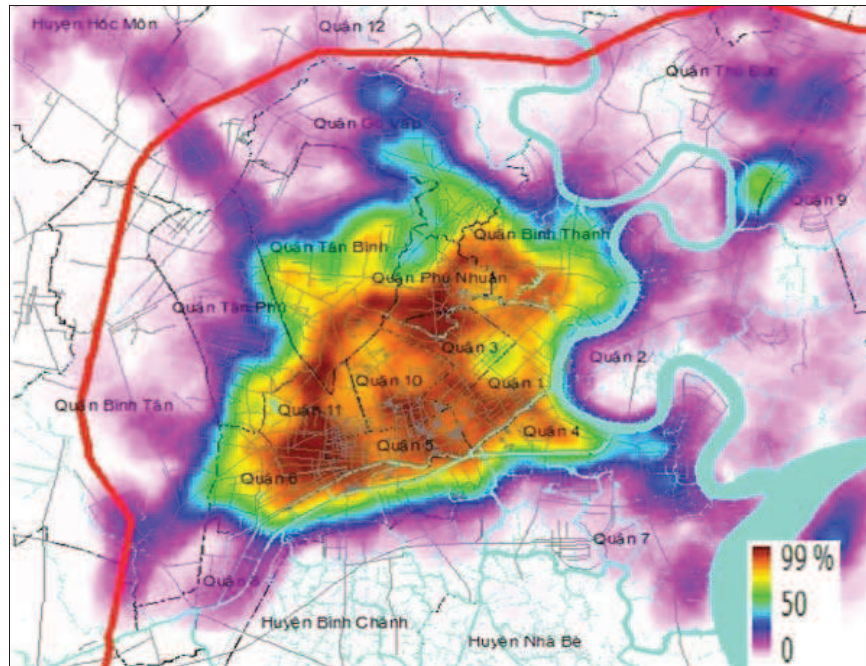 Huyện Hóc Môn
Quận 12
Quận Thủ Đức
Quận Gò Vấp
Quận 9
Quận Bình Thạnh
Quận Tân Bình
Quận Phú Nhuận
Quận Tân Phú
Quận 3
Quận 2
Quận 10
Quận 1
Quận Bình Tân
Quận 11
Quận 4
Quận 5
Quận 6
Quận 7
Quận 8
Huyện Bình Chánh
Huyện Nhà Bè
99 %
50
0